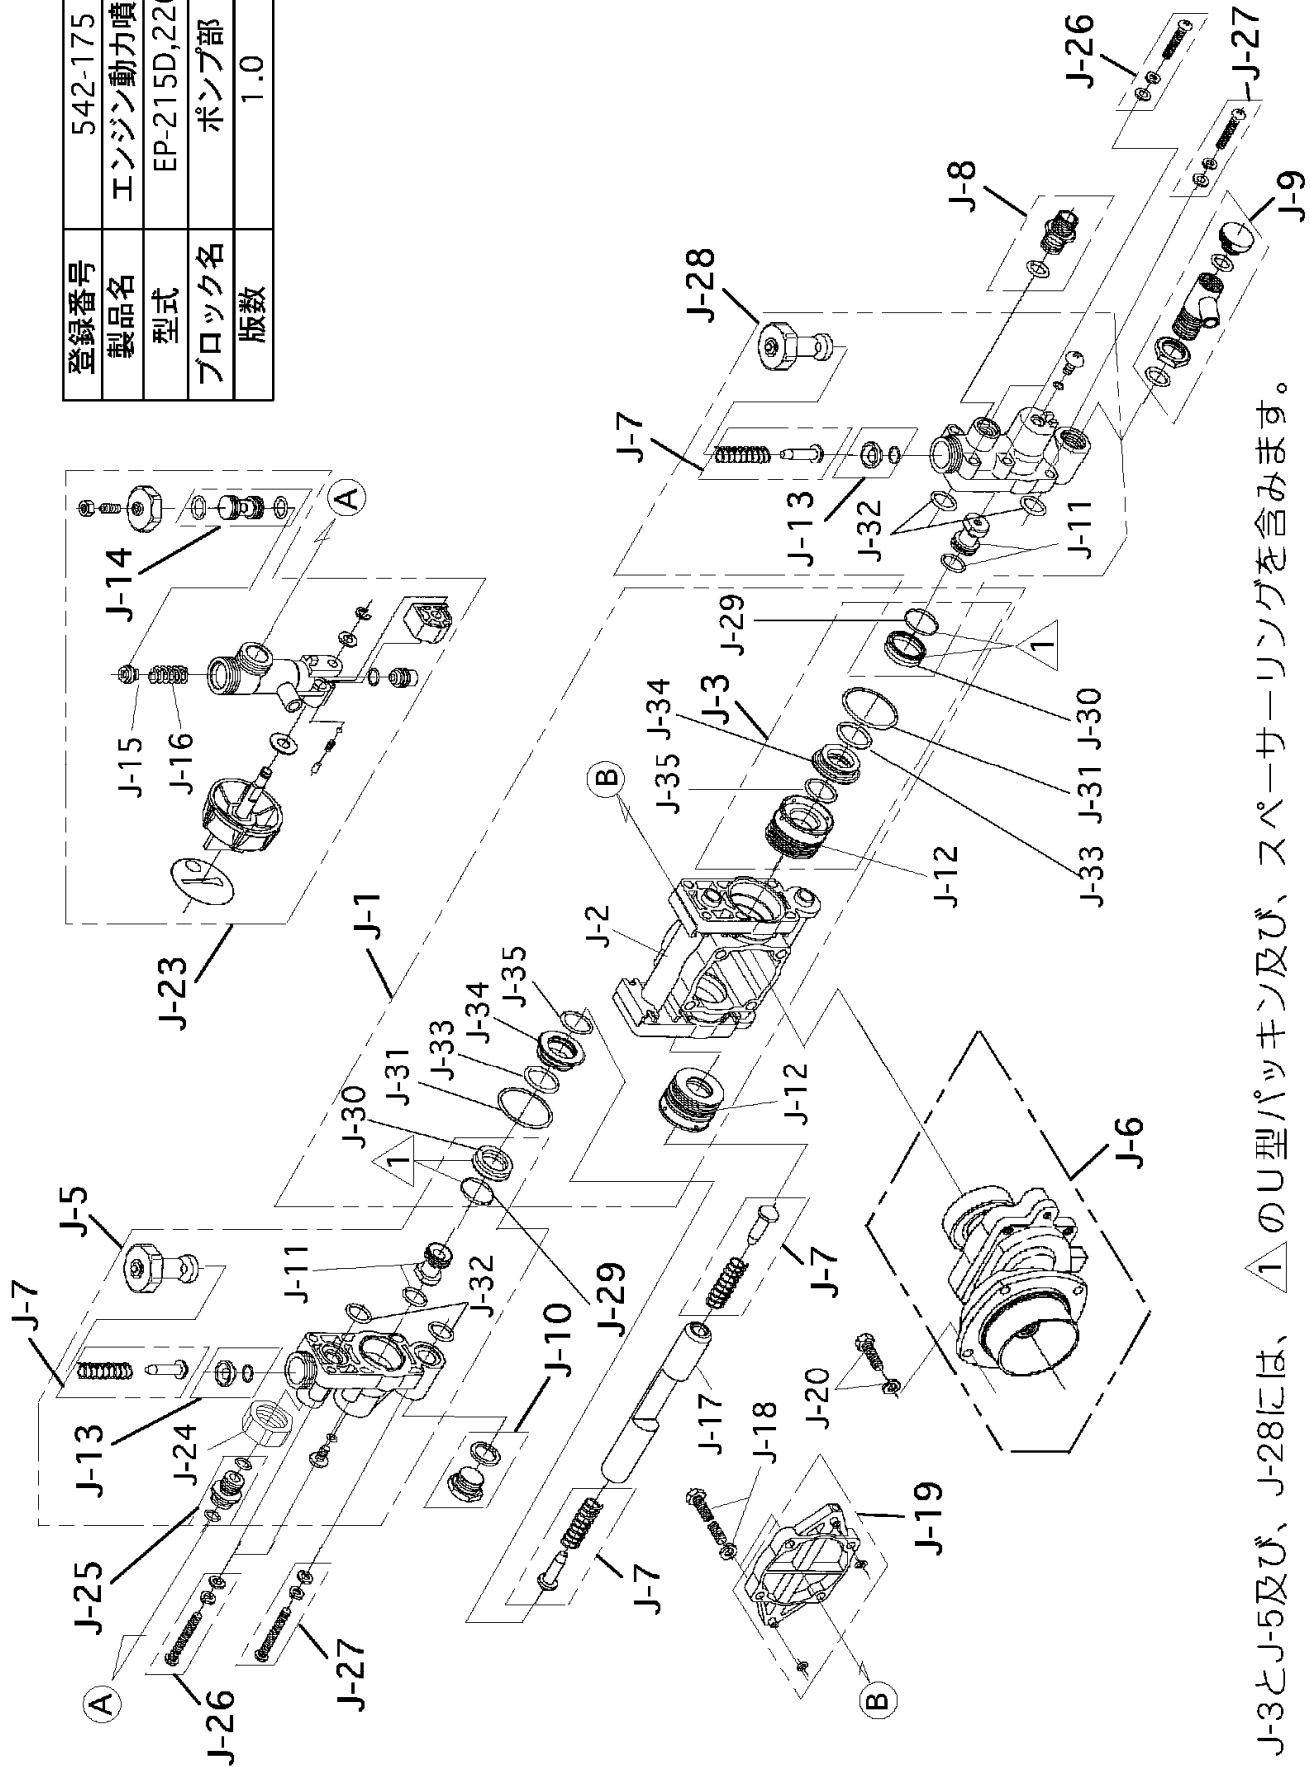 登録番号 542-175
製品名 エンジン動力噴
型式 EP-215D,220
ブロック名 ポンプ部
版数 1.0
J-26
J-27
J-8
J-9
J-28
J-7
J-13
J-32
J-11
J-14
A
J-15
J-16
J-23
J-29
1
J-30
J-3
J-34
J-35
J-31
J-33
J-12
B
J-1
J-2
J-35
J-34
J-33
J-31
J-30
1
J-12
J-6
J-5
J-7
J-11
J-32
J-29
J-10
J-7
J-13
J-24
J-25
J-17
J-18
J-20
J-19
J-7
A
J-26
J-27
B
J-3とJ-5及び、J-28には、1のU型パッキン及び、スペーサーリングを含みます。